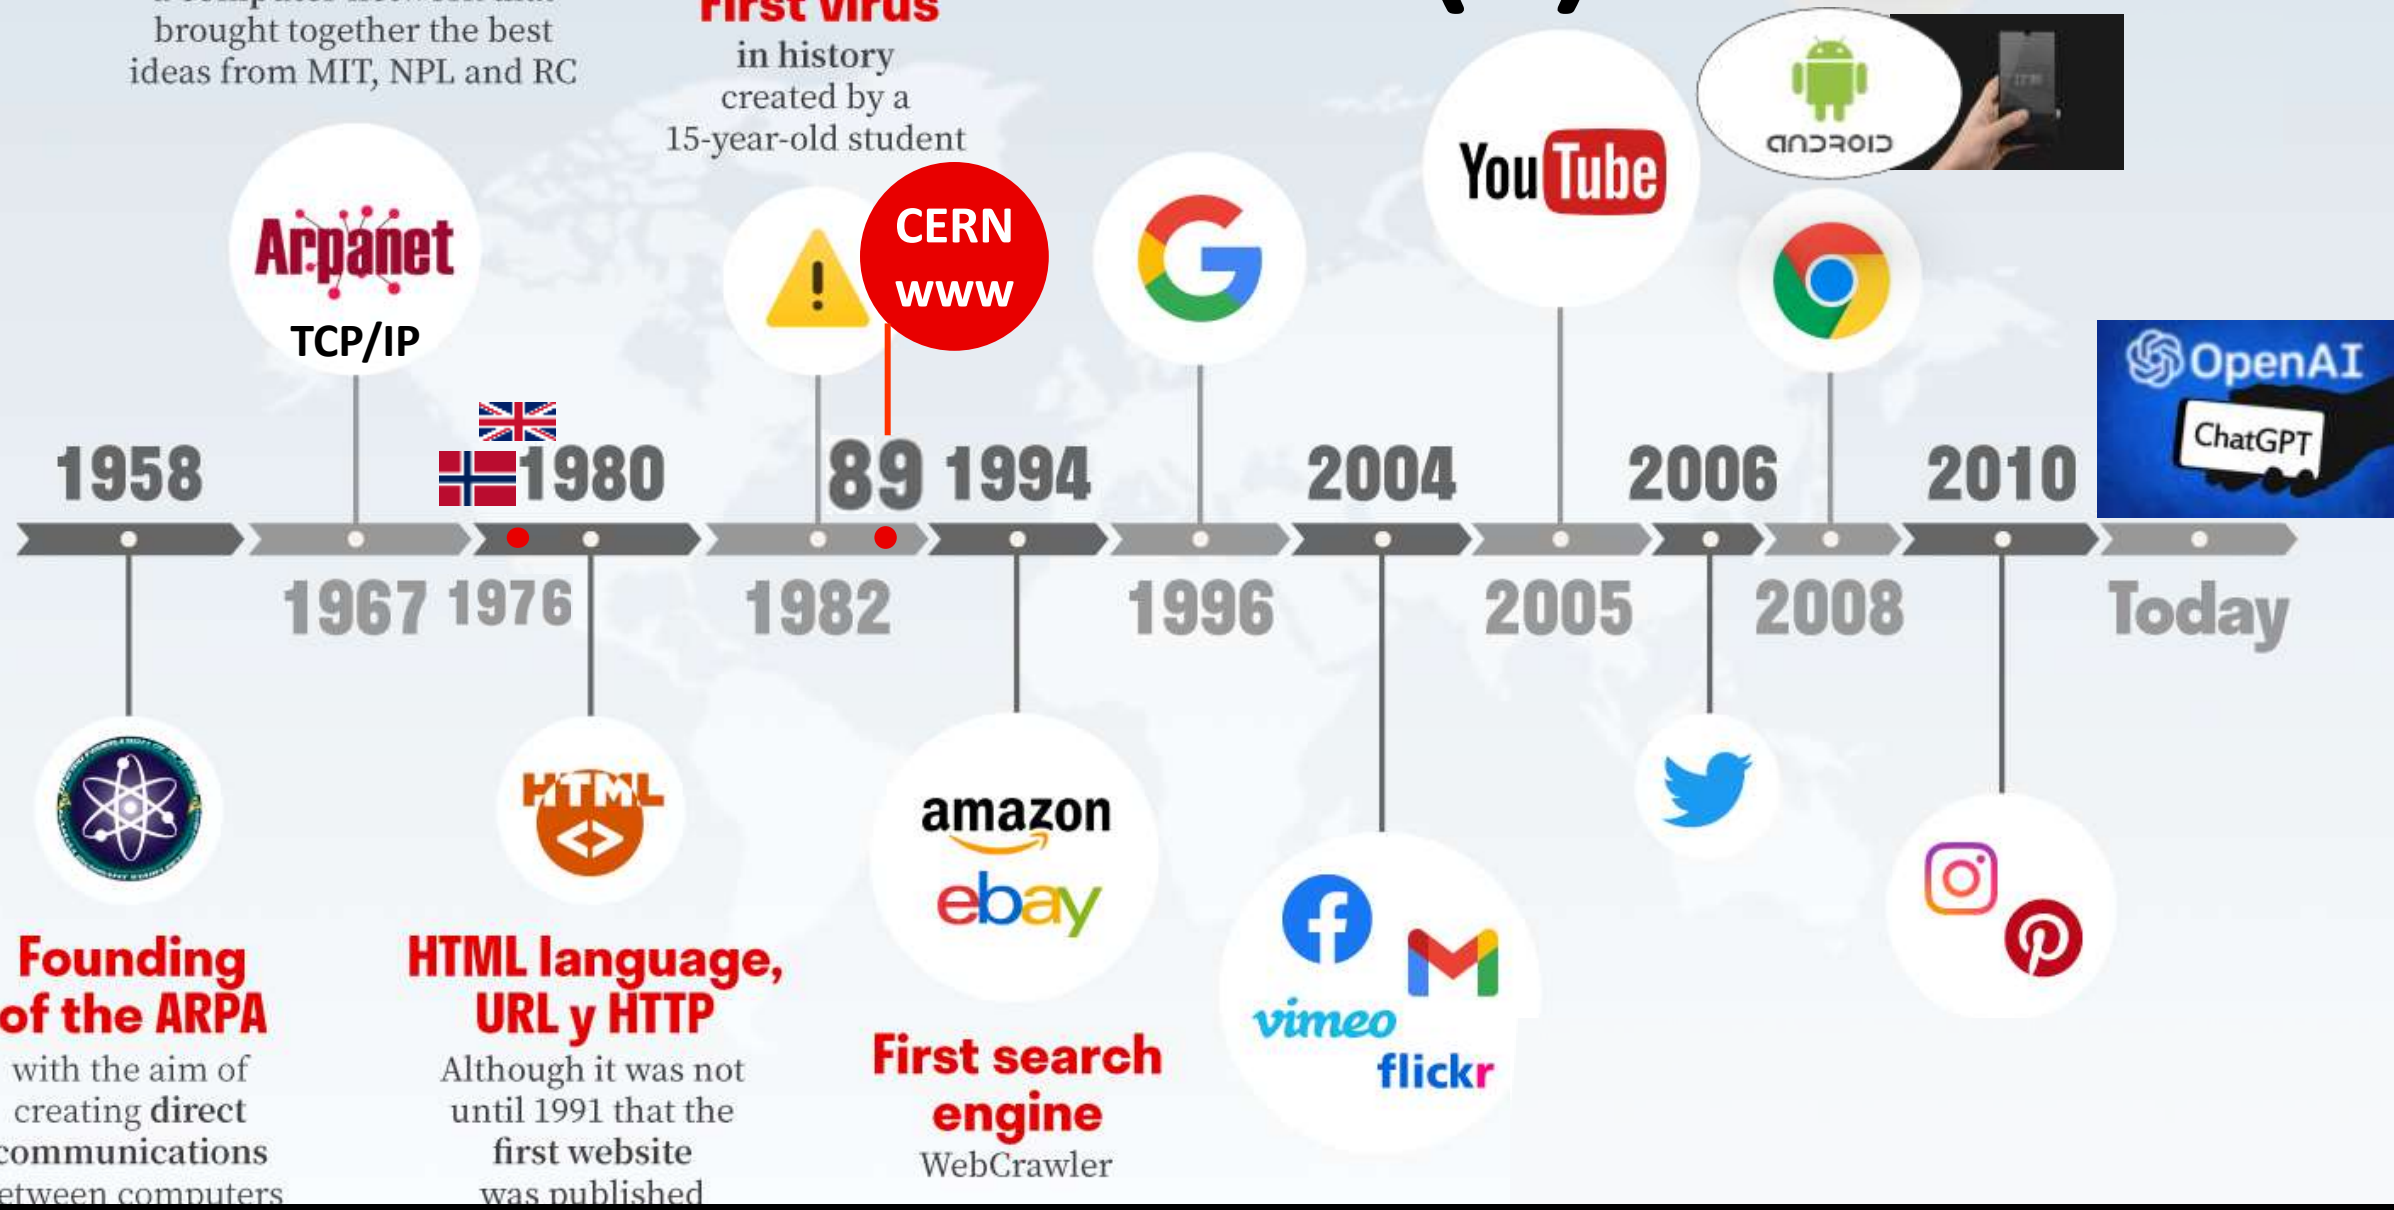 brought together the best
ideas from MIT, NPL and RC
First virus
in history
created by a
15-year-old student
Arpanet
TCP/IP
CERN
www
YouTube
ANDROID
OpenAI
ChatGPT
1958
1980
89
1994
2004
2006
2010
1967
1976
1982
1996
2005
2008
Today
Founding
of the ARPA
with the aim of
creating direct
communications
between computers
HTML
<>
HTML language,
URL y HTTP
Although it was not
until 1991 that the
first website
was published
amazon
ebay
First search
engine
WebCrawler
vimeo
flickr